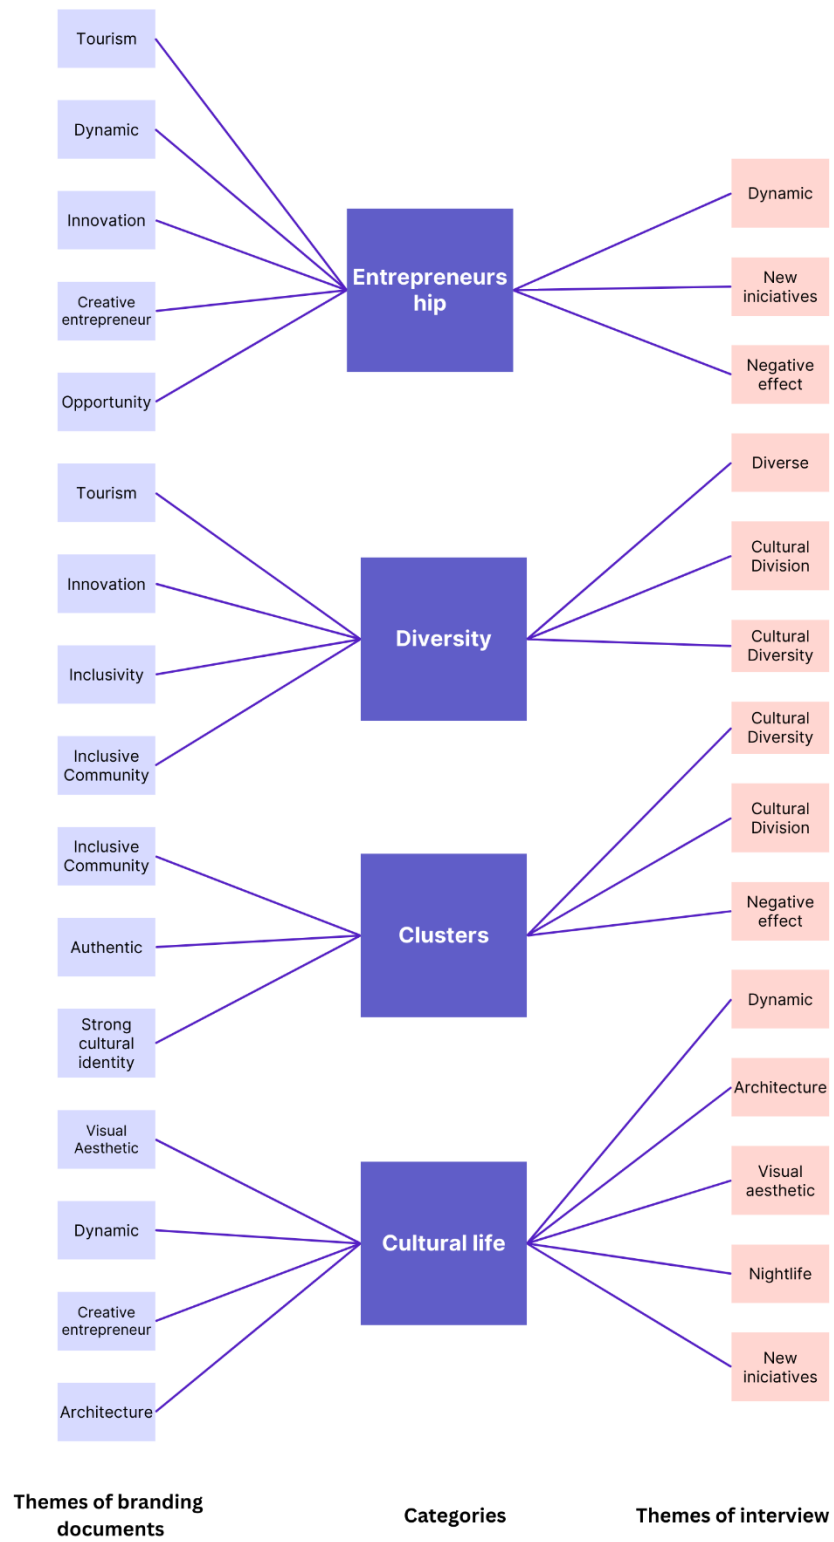 Tourism
Dynamic
Innovation
Creative
entrepreneur
Opportunity
Entrepreneurs
hip
Dynamic
New
iniciatives
Negative
effect
Tourism
Innovation
Inclusivity
Inclusive
Community
Diversity
Diverse
Cultural
Division
Cultural
Diversity
Inclusive
Community
Authentic
Strong
cultural
identity
Clusters
Cultural
Diversity
Cultural
Division
Negative
effect
Visual
Aesthetic
Dynamic
Creative
entrepreneur
Architecture
Cultural life
Dynamic
Architecture
Visual
aesthetic
Nightlife
New
iniciatives
Themes of branding
documents
Categories
Themes of interview